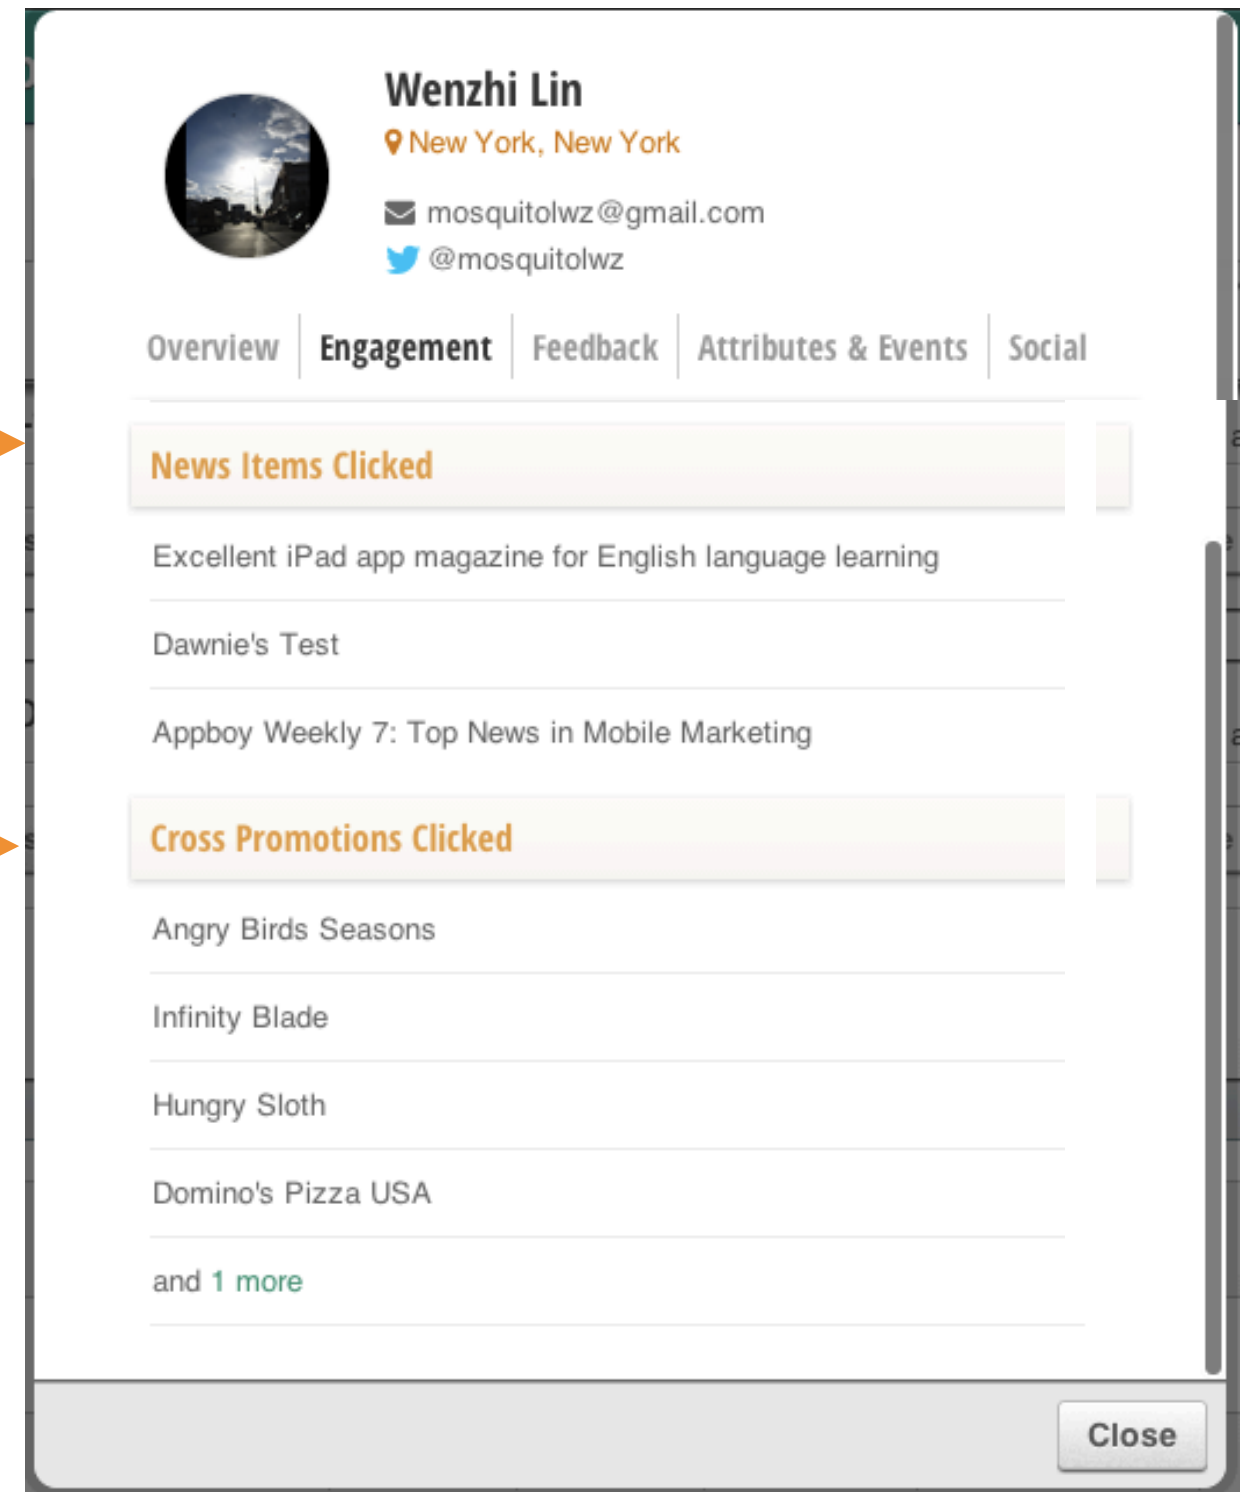 Wenzhi Lin
New York, New York
mosquitolwz@gmail.com
@mosquitolwz
Overview Engagement Feedback Attributes & Events Social
News Items Clicked
Excellent iPad app magazine for English language learning
Dawnie's Test
Appboy Weekly 7: Top News in Mobile Marketing
Cross Promotions Clicked
Angry Birds Seasons
Infinity Blade
Hungry Sloth
Domino's Pizza USA
and 1 more
Close